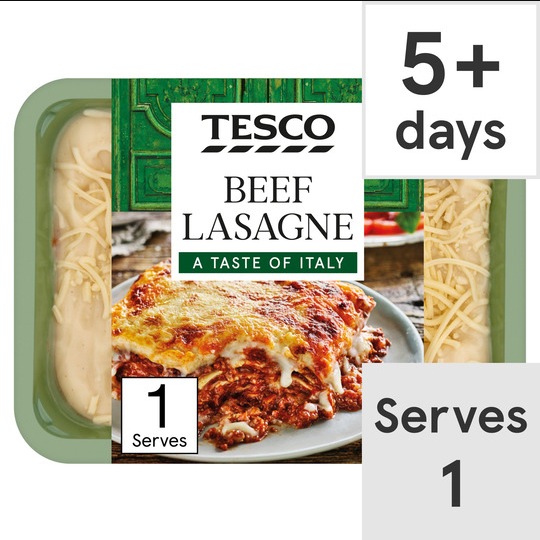 5+
days
TESCO
BEEF
LASAGNE
A TASTE OF ITALY
1
Serves
Serves
1